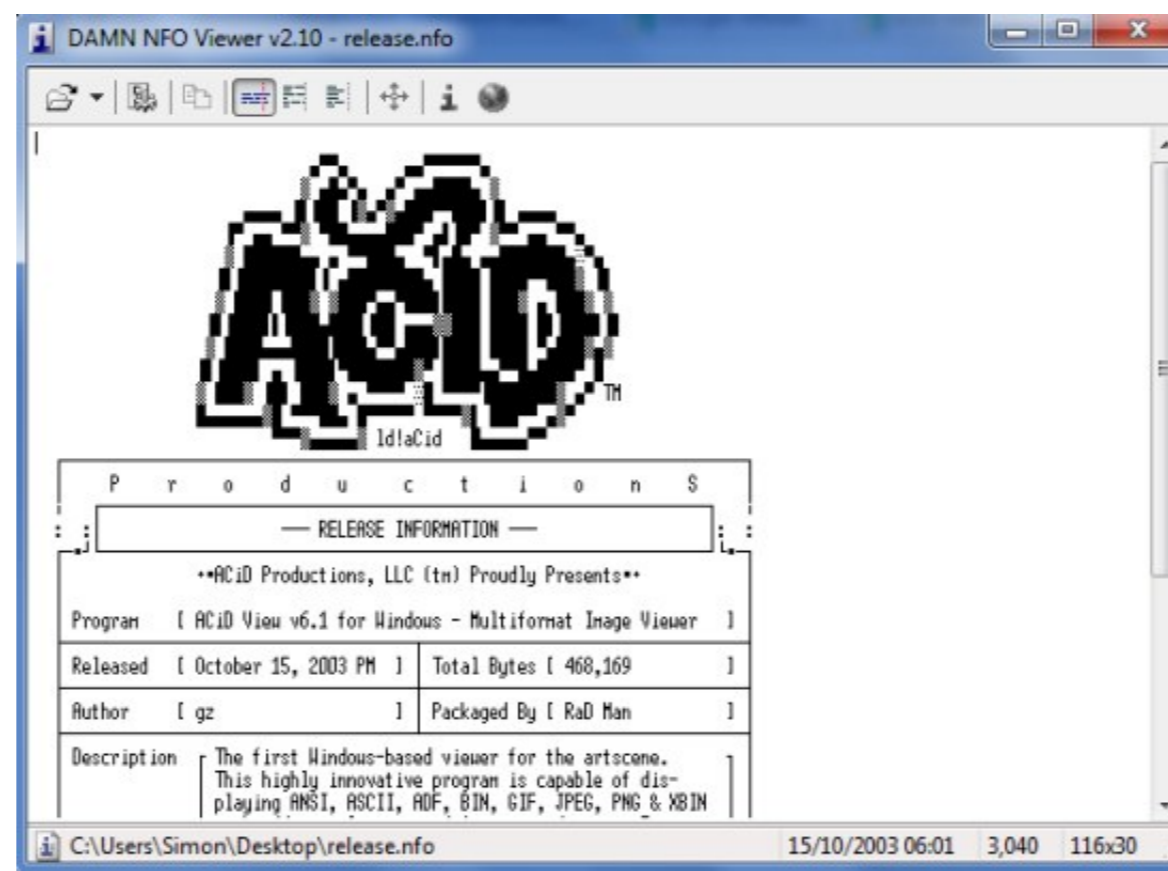 DAMN NFO Viewer v2.10 - release.nfo
ACiD
TM
ld!aCid
P r o d u c t i o n S
RELEASE INFORMATION
ACiD Productions, LLC (tm) Proudly Presents
Program [ ACiD View v6.1 for Windows - Multiformat Image Viewer ]
Released [ October 15, 2003 PM ] Total Bytes [ 468,169 ]
Author [ gz ] Packaged By [ RaD Man ]
Description The first Windows-based viewer for the artscene.
This highly innovative program is capable of dis-
playing ANSI, ASCII, ADF, BIN, GIF, JPEG, PNG & XBIN
C:\Users\Simon\Desktop\release.nfo 15/10/2003 06:01 3,040 116x30